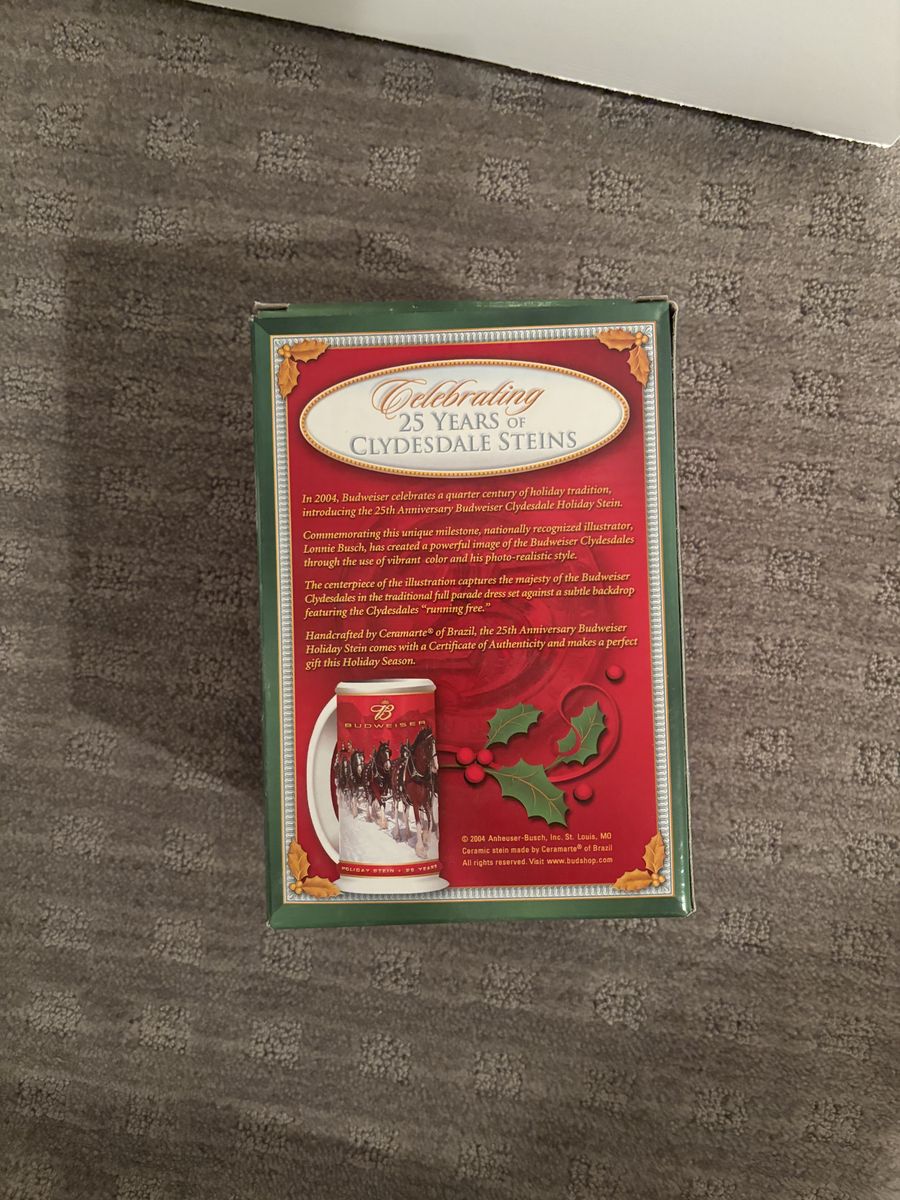 Celebrating
25 YEARS OF
CLYDESDALE STEINS
In 2004, Budweiser celebrates a quarter century of holiday tradition,
introducing the 25th Anniversary Budweiser Clydesdale Holiday Stein.
Commemorating this unique milestone, nationally recognized illustrator,
Lonnie Busch, has created a powerful image of the Budweiser Clydesdales
through the use of vibrant color and his photo-realistic style.
The centerpiece of the illustration captures the majesty of the Budweiser
Clydesdales in the traditional full parade dress set against a subtle backdrop
featuring the Clydesdales “running free.”
Handcrafted by Ceramarte® of Brazil, the 25th Anniversary Budweiser
Holiday Stein comes with a Certificate of Authenticity and makes a perfect
gift this Holiday Season.
B
BUDWEISER
HOLIDAY STEIN • 25 YEARS
© 2004 Anheuser-Busch, Inc. St. Louis, MO
Ceramic stein made by Ceramarte® of Brazil
All rights reserved. Visit www.budshop.com